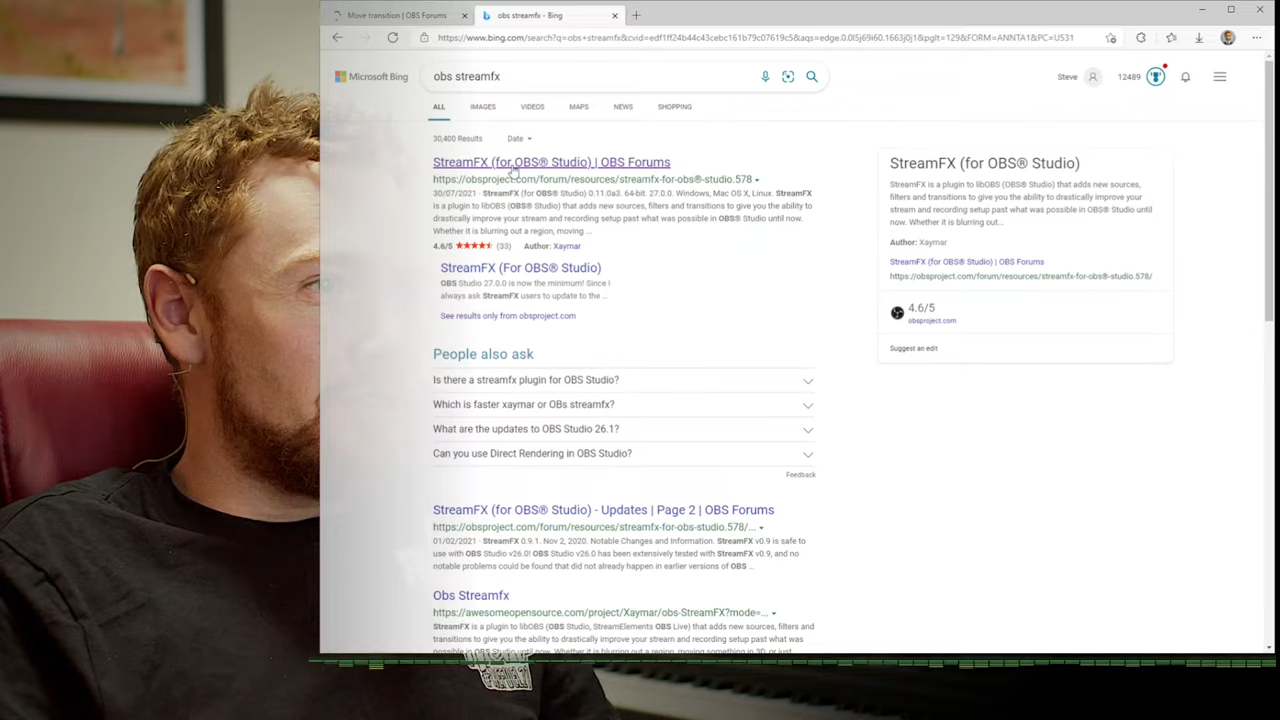 Move transition | OBS Forums
obs streamfx - Bing
https://www.bing.com/search?q=obs+streamfx&cvid=edf1ff24b44c43cebc161b79c07619c5&aqs=edge.0.0l5j69i60.1663j0j1&pglt=129&FORM=ANNTA1&PC=U531
Microsoft Bing
obs streamfx
Steve
12489
ALL IMAGES VIDEOS MAPS NEWS SHOPPING
30,400 Results Date
StreamFX (for OBS® Studio) | OBS Forums
https://obsproject.com/forum/resources/streamfx-for-obs®-studio.578
30/07/2021 · StreamFX (for OBS® Studio) 0.11.0a3. 64-bit. 27.0.0. Windows, Mac OS X, Linux. StreamFX
is a plugin to libOBS (OBS® Studio) that adds new sources, filters and transitions to give you the ability to
drastically improve your stream and recording setup past what was possible in OBS® Studio until now.
Whether it is blurring out a region, moving ...
4.6/5 (33) Author: Xaymar
StreamFX (For OBS® Studio)
OBS Studio 27.0.0 is now the minimum! Since I
always ask StreamFX users to update to the ...
See results only from obsproject.com
People also ask
Is there a streamfx plugin for OBS Studio?
Which is faster xaymar or OBs streamfx?
What are the updates to OBS Studio 26.1?
Can you use Direct Rendering in OBS Studio?
Feedback
StreamFX (for OBS® Studio) - Updates | Page 2 | OBS Forums
https://obsproject.com/forum/resources/streamfx-for-obs-studio.578/...
01/02/2021 · StreamFX 0.9.1. Nov 2, 2020. Notable Changes and Information. StreamFX v0.9 is safe to
use with OBS Studio v26.0! OBS Studio v26.0 has been extensively tested with StreamFX v0.9, and no
notable problems could be found that did not already happen in earlier versions of OBS ...
Obs Streamfx
https://awesomeopensource.com/project/Xaymar/obs-StreamFX?mode=...
StreamFX is a plugin to libOBS (OBS Studio, StreamElements OBS Live) that adds new sources, filters and
transitions to give you the ability to drastically improve your stream and recording setup past what was
possible in OBS Studio until now. Whether it is blurring out a region, moving something in 3D, or just
StreamFX (for OBS® Studio)
StreamFX is a plugin to libOBS (OBS® Studio) that adds new sources,
filters and transitions to give you the ability to drastically improve your
stream and recording setup past what was possible in OBS® Studio until
now. Whether it is blurring out...
Author: Xaymar
StreamFX (for OBS® Studio) | OBS Forums
https://obsproject.com/forum/resources/streamfx-for-obs®-studio.578/
4.6/5
obsproject.com
Suggest an edit